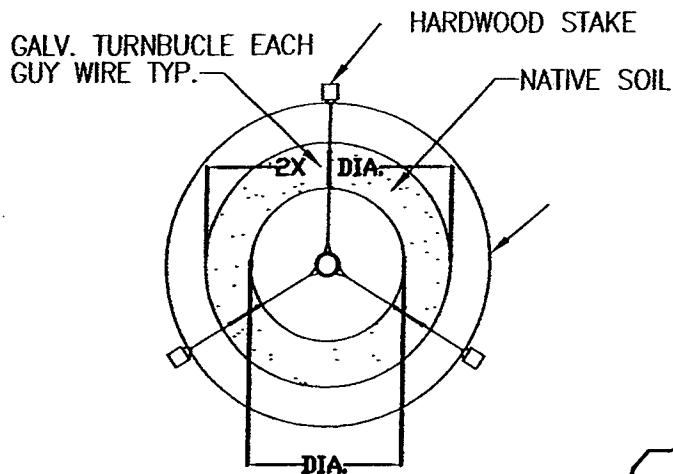 HARDWOOD STAKE
GALV. TURNBUCLE EACH
GUY WIRE TYP.
NATIVE SOIL
2X DIA.
DIA.